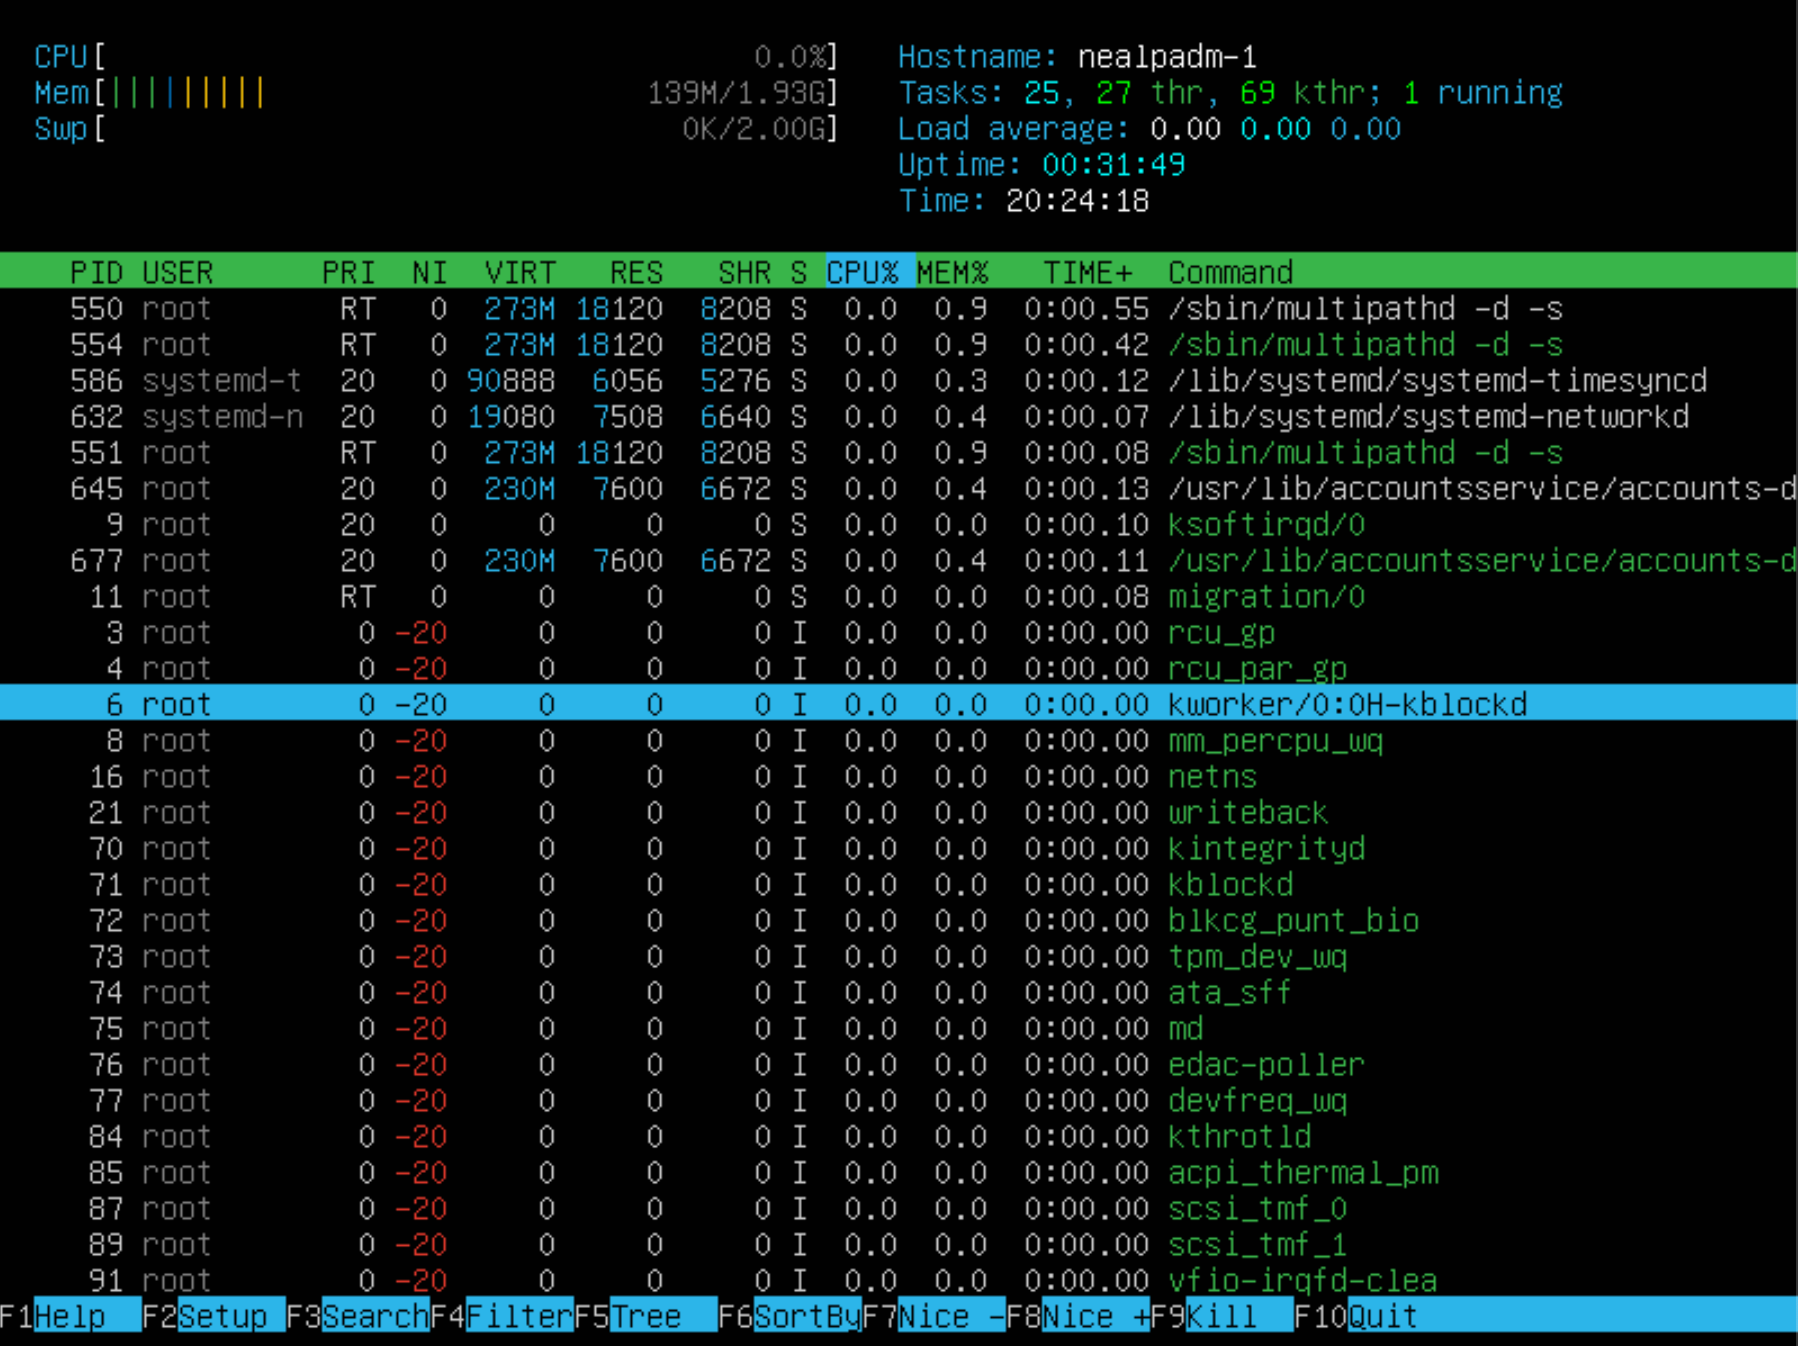 CPU[ 0.0%] Hostname: nealpadm-1
Mem[|||||||||| 139M/1.93G] Tasks: 25, 27 thr, 69 kthr; 1 running
Swp[ 0K/2.00G] Load average: 0.00 0.00 0.00
Uptime: 00:31:49
Time: 20:24:18
PID USER PRI NI VIRT RES SHR S CPU% MEM% TIME+ Command
550 root RT 0 273M 18120 8208 S 0.0 0.9 0:00.55 /sbin/multipathd -d -s
554 root RT 0 273M 18120 8208 S 0.0 0.9 0:00.42 /sbin/multipathd -d -s
586 systemd-t 20 0 90888 6056 5276 S 0.0 0.3 0:00.12 /lib/systemd/systemd-timesyncd
632 systemd-n 20 0 19080 7508 6640 S 0.0 0.4 0:00.07 /lib/systemd/systemd-networkd
551 root RT 0 273M 18120 8208 S 0.0 0.9 0:00.08 /sbin/multipathd -d -s
645 root 20 0 230M 7600 6672 S 0.0 0.4 0:00.13 /usr/lib/accountsservice/accounts-d
9 root 20 0 0 0 0 S 0.0 0.0 0:00.10 ksoftirqd/0
677 root 20 0 230M 7600 6672 S 0.0 0.4 0:00.11 /usr/lib/accountsservice/accounts-d
11 root RT 0 0 0 0 S 0.0 0.0 0:00.08 migration/0
3 root 0 -20 0 0 0 I 0.0 0.0 0:00.00 rcu_gp
4 root 0 -20 0 0 0 I 0.0 0.0 0:00.00 rcu_par_gp
6 root 0 -20 0 0 0 I 0.0 0.0 0:00.00 kworker/0:0H-kblockd
8 root 0 -20 0 0 0 I 0.0 0.0 0:00.00 mm_percpu_wq
16 root 0 -20 0 0 0 I 0.0 0.0 0:00.00 netns
21 root 0 -20 0 0 0 I 0.0 0.0 0:00.00 writeback
70 root 0 -20 0 0 0 I 0.0 0.0 0:00.00 kintegrityd
71 root 0 -20 0 0 0 I 0.0 0.0 0:00.00 kblockd
72 root 0 -20 0 0 0 I 0.0 0.0 0:00.00 blkcg_punt_bio
73 root 0 -20 0 0 0 I 0.0 0.0 0:00.00 tpm_dev_wq
74 root 0 -20 0 0 0 I 0.0 0.0 0:00.00 ata_sff
75 root 0 -20 0 0 0 I 0.0 0.0 0:00.00 md
76 root 0 -20 0 0 0 I 0.0 0.0 0:00.00 edac-poller
77 root 0 -20 0 0 0 I 0.0 0.0 0:00.00 devfreq_wq
84 root 0 -20 0 0 0 I 0.0 0.0 0:00.00 kthrotld
85 root 0 -20 0 0 0 I 0.0 0.0 0:00.00 acpi_thermal_pm
87 root 0 -20 0 0 0 I 0.0 0.0 0:00.00 scsi_tmf_0
89 root 0 -20 0 0 0 I 0.0 0.0 0:00.00 scsi_tmf_1
91 root 0 -20 0 0 0 I 0.0 0.0 0:00.00 vfio-irqfd-clea
F1Help F2Setup F3SearchF4FilterF5Tree F6SortByF7Nice -F8Nice +F9Kill F10Quit